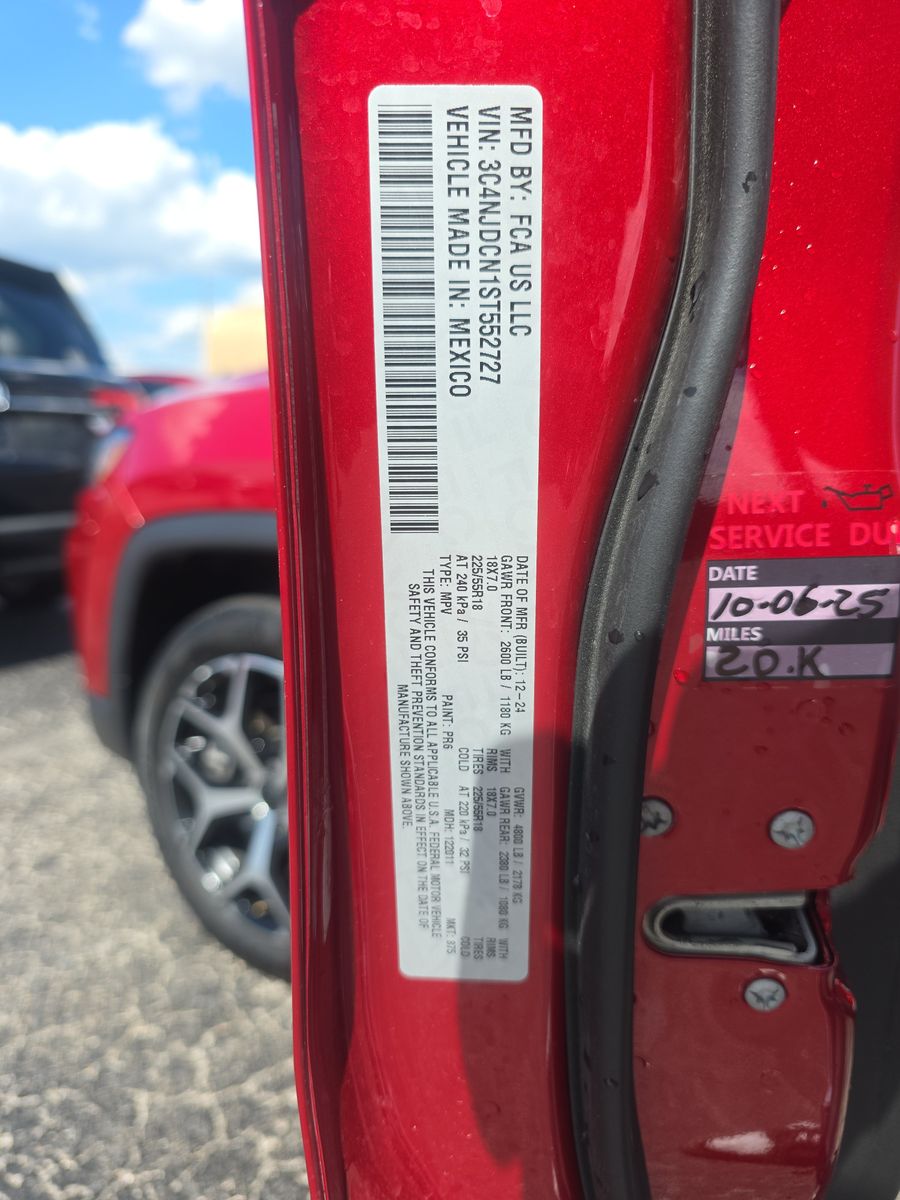 MFD BY: FCA US LLC
VIN: 3C4NJDCN1ST552727
VEHICLE MADE IN: MEXICO
DATE OF MFR (BUILT): 12-24 GVWR: 4800 LB / 2178 KG
GAWR FRONT: 2600 LB / 1180 KG WITH GAWR REAR: 2380 LB / 1080 KG WITH
18X7.0 RIMS 18X7.0 RIMS
225/55R18 TIRES 225/55R18 TIRES
AT 240 kPa / 35 PSI COLD AT 220 kPa / 32 PSI COLD
TYPE: MPV PAINT: PR6 MDH: 122011 MKT: 875
THIS VEHICLE CONFORMS TO ALL APPLICABLE U.S.A. FEDERAL MOTOR VEHICLE
SAFETY AND THEFT PREVENTION STANDARDS IN EFFECT ON THE DATE OF
MANUFACTURE SHOWN ABOVE.
NEXT
SERVICE DU
DATE
10-06-25
MILES
20.K